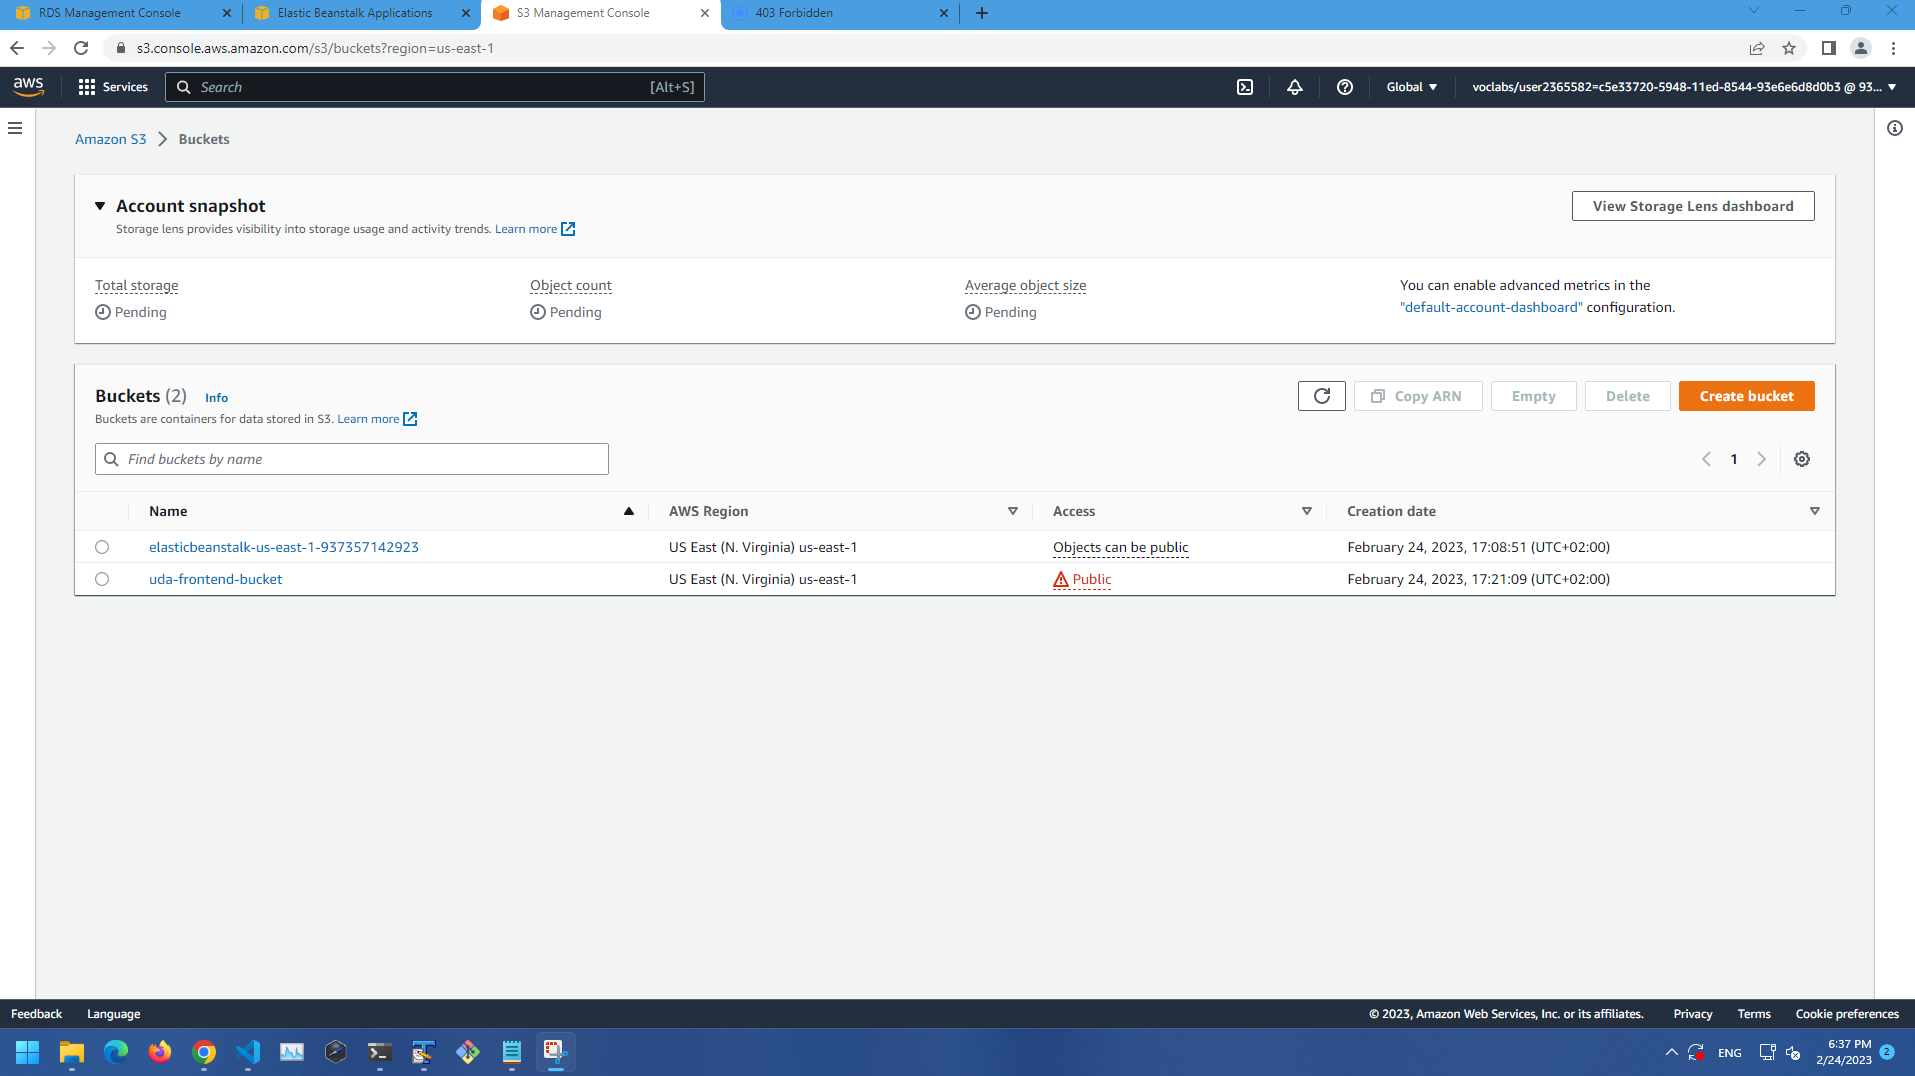 RDS Management Console
Elastic Beanstalk Applications
S3 Management Console
403 Forbidden
s3.console.aws.amazon.com/s3/buckets?region=us-east-1
aws
Services
Search
[Alt+S]
Global
voclabs/user2365582=c5e33720-5948-11ed-8544-93e6e6d8d0b3 @ 93...
Amazon S3
Buckets
Account snapshot
View Storage Lens dashboard
Storage lens provides visibility into storage usage and activity trends. Learn more
Total storage
Object count
Average object size
You can enable advanced metrics in the
Pending
Pending
Pending
"default-account-dashboard" configuration.
Buckets (2)
Info
Copy ARN
Empty
Delete
Create bucket
Buckets are containers for data stored in S3. Learn more
Find buckets by name
1
Name
AWS Region
Access
Creation date
elasticbeanstalk-us-east-1-937357142923
US East (N. Virginia) us-east-1
Objects can be public
February 24, 2023, 17:08:51 (UTC+02:00)
uda-frontend-bucket
US East (N. Virginia) us-east-1
Public
February 24, 2023, 17:21:09 (UTC+02:00)
Feedback
Language
© 2023, Amazon Web Services, Inc. or its affiliates.
Privacy
Terms
Cookie preferences
ENG
6:37 PM
2/24/2023
2